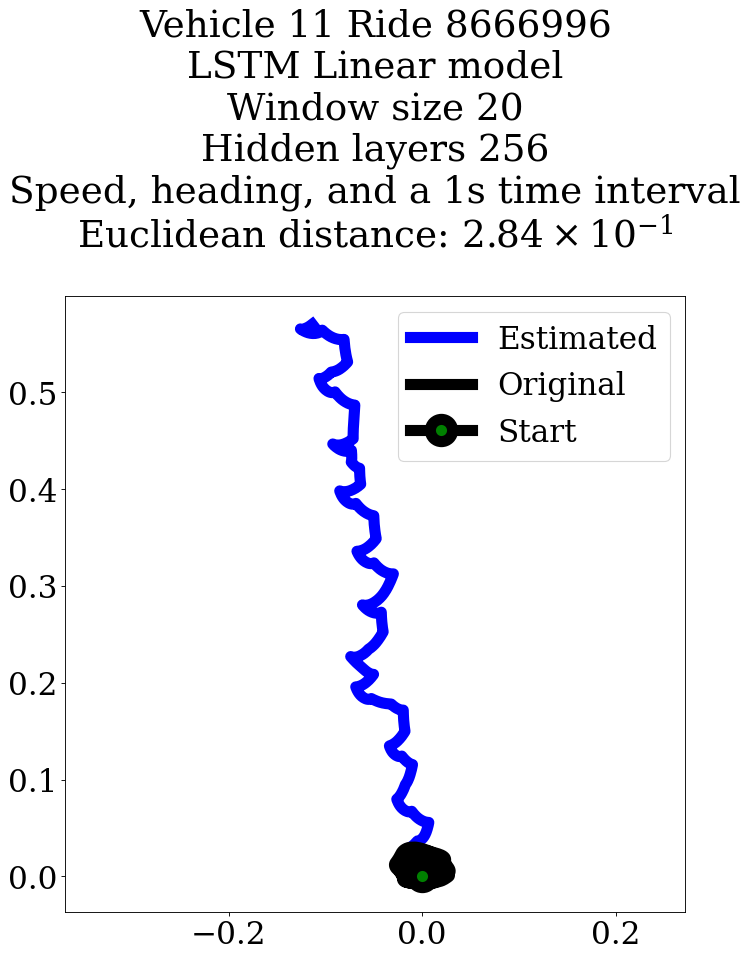 Vehicle 11 Ride 8666996
LSTM Linear model
Window size 20
Hidden layers 256
Speed, heading, and a 1s time interval
Euclidean distance: 2.84 × 10⁻¹
Estimated
Original
Start
0.5
0.4
0.3
0.2
0.1
0.0
−0.2 0.0 0.2